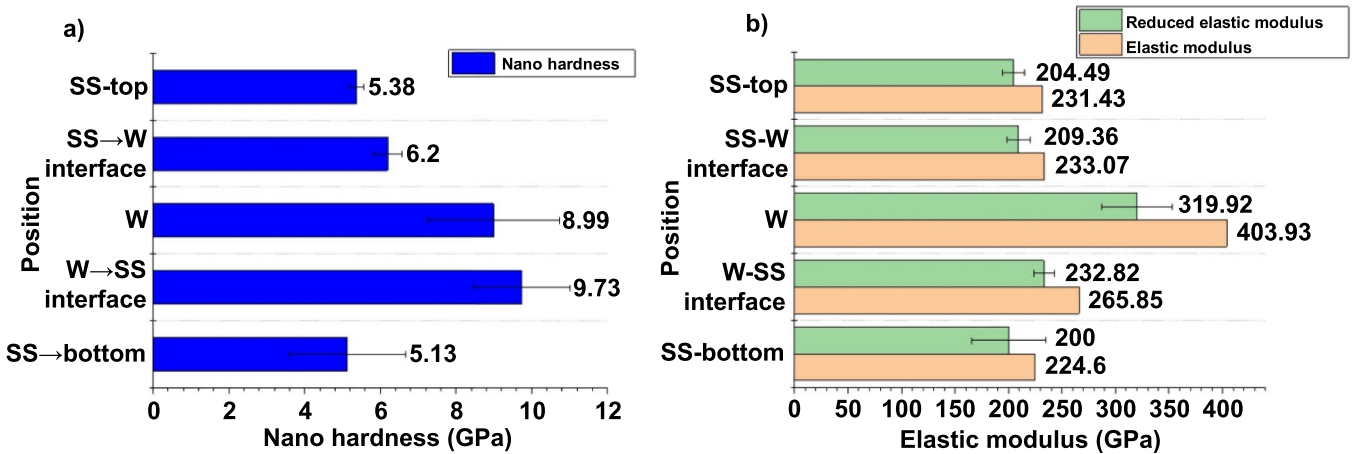 a)
Nano hardness
SS-top
5.38
SS→W
interface
6.2
W
8.99
W→SS
interface
9.73
SS→bottom
5.13
Position
0 2 4 6 8 10 12
Nano hardness (GPa)
b)
Reduced elastic modulus
Elastic modulus
SS-top
204.49
231.43
SS-W
interface
209.36
233.07
W
319.92
403.93
W-SS
interface
232.82
265.85
SS-bottom
200
224.6
Position
0 50 100 150 200 250 300 350 400
Elastic modulus (GPa)